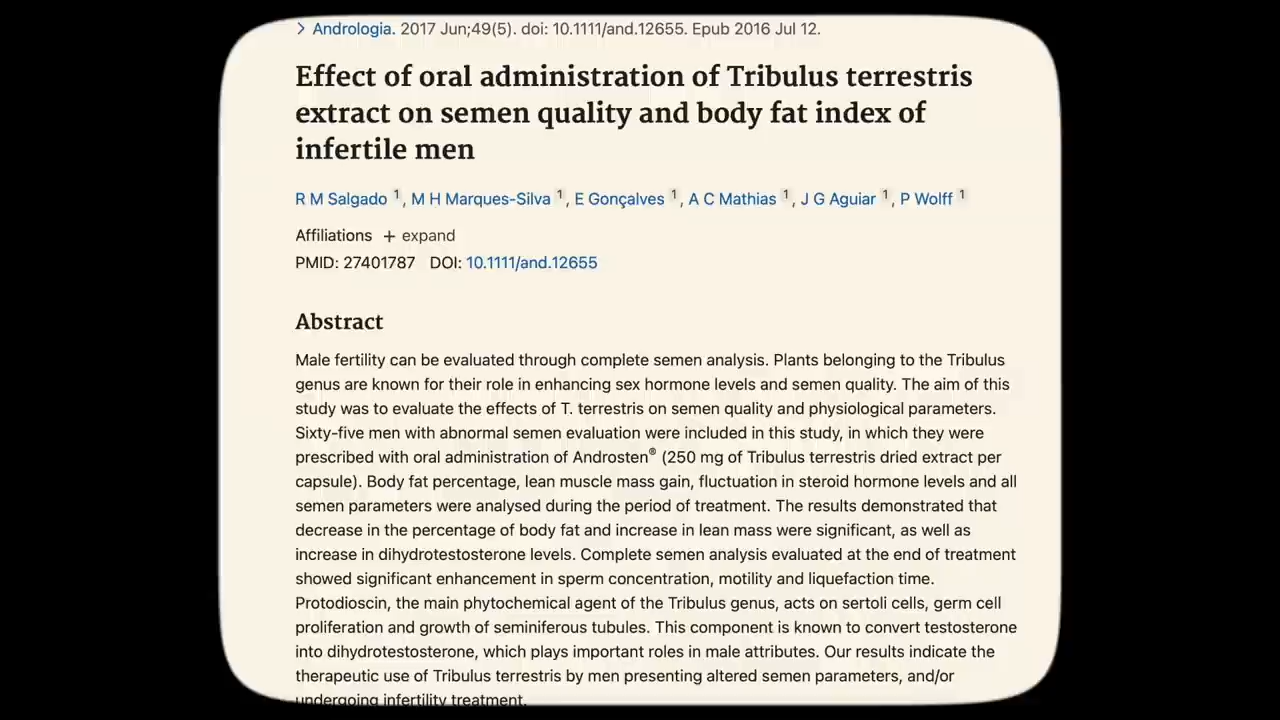 > Andrologia. 2017 Jun;49(5). doi: 10.1111/and.12655. Epub 2016 Jul 12.
Effect of oral administration of Tribulus terrestris
extract on semen quality and body fat index of
infertile men
R M Salgado 1, M H Marques-Silva 1, E Gonçalves 1, A C Mathias 1, J G Aguiar 1, P Wolff 1
Affiliations + expand
PMID: 27401787 DOI: 10.1111/and.12655
Abstract
Male fertility can be evaluated through complete semen analysis. Plants belonging to the Tribulus
genus are known for their role in enhancing sex hormone levels and semen quality. The aim of this
study was to evaluate the effects of T. terrestris on semen quality and physiological parameters.
Sixty-five men with abnormal semen evaluation were included in this study, in which they were
prescribed with oral administration of Androsten® (250 mg of Tribulus terrestris dried extract per
capsule). Body fat percentage, lean muscle mass gain, fluctuation in steroid hormone levels and all
semen parameters were analysed during the period of treatment. The results demonstrated that
decrease in the percentage of body fat and increase in lean mass were significant, as well as
increase in dihydrotestosterone levels. Complete semen analysis evaluated at the end of treatment
showed significant enhancement in sperm concentration, motility and liquefaction time.
Protodioscin, the main phytochemical agent of the Tribulus genus, acts on sertoli cells, germ cell
proliferation and growth of seminiferous tubules. This component is known to convert testosterone
into dihydrotestosterone, which plays important roles in male attributes. Our results indicate the
therapeutic use of Tribulus terrestris by men presenting altered semen parameters, and/or
undergoing infertility treatment.